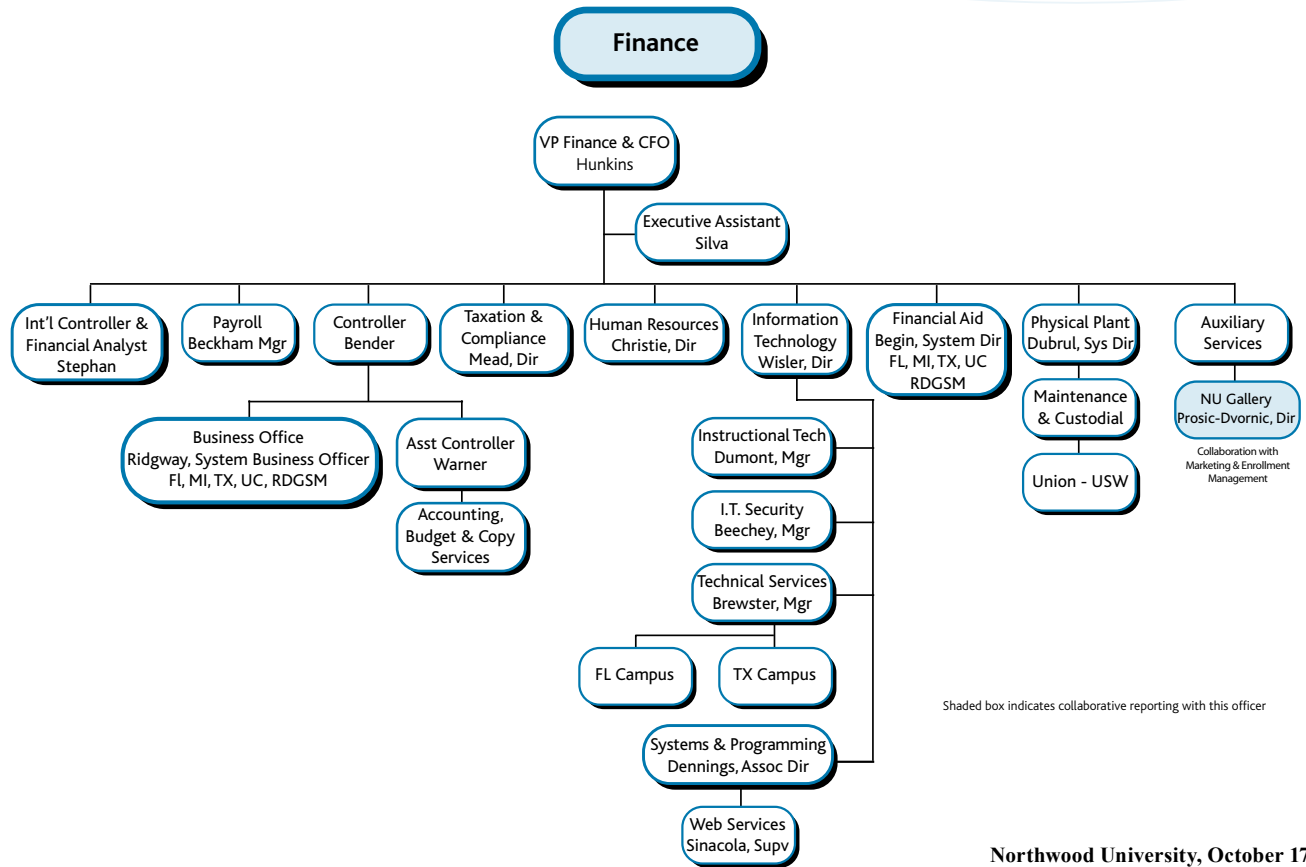 Finance
VP Finance & CFO
Hunkins
Executive Assistant
Silva
Int'l Controller &
Financial Analyst
Stephan
Payroll
Beckham Mgr
Controller
Bender
Taxation &
Compliance
Mead, Dir
Human Resources
Christie, Dir
Information
Technology
Wisler, Dir
Financial Aid
Begin, System Dir
FL, MI, TX, UC
RDGSM
Physical Plant
Dubrul, Sys Dir
Auxiliary
Services
Business Office
Ridgway, System Business Officer
Fl, MI, TX, UC, RDGSM
Asst Controller
Warner
Accounting,
Budget & Copy
Services
Instructional Tech
Dumont, Mgr
I.T. Security
Beechey, Mgr
Technical Services
Brewster, Mgr
FL Campus
TX Campus
Systems & Programming
Dennings, Assoc Dir
Web Services
Sinacola, Supv
Maintenance
& Custodial
Union - USW
NU Gallery
Prosic-Dvornic, Dir
Collaboration with
Marketing & Enrollment
Management
Shaded box indicates collaborative reporting with this officer
Northwood University, October 17